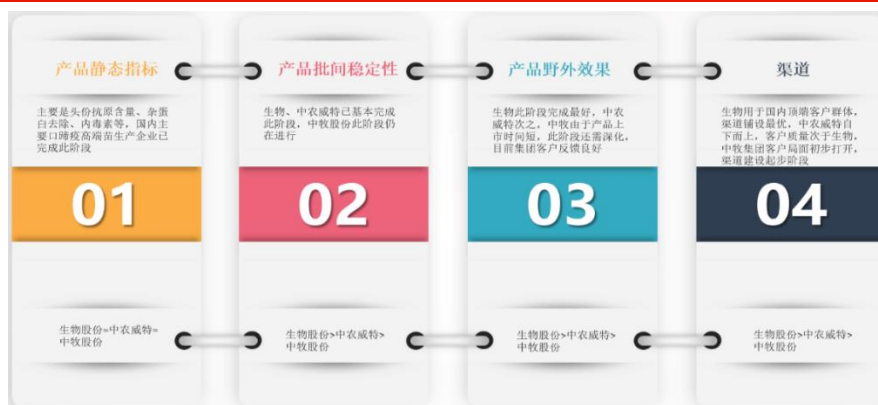 产品静态指标
主要是头份抗原含量、杂蛋
白去除、内毒素等，国内主
要口蹄疫高端苗生产企业已
完成此阶段
01
生物股份=中农威特=
中牧股份
产品批间稳定性
生物、中农威特已基本完成
此阶段，中牧股份此阶段仍
在进行
02
生物股份>中农威特>
中牧股份
产品野外效果
生物此阶段完成最好，中农
威特次之，中牧由于产品上
市时间短，此阶段还需深化，
目前集团客户反馈良好
03
生物股份>中农威特>
中牧股份
渠道
生物用于国内顶端客户群体，
渠道铺设最优，中农威特自
下而上，客户质量次于生物，
中牧集团客户局面初步打开，
渠道建设起步阶段
04
生物股份>中农威特>
中牧股份